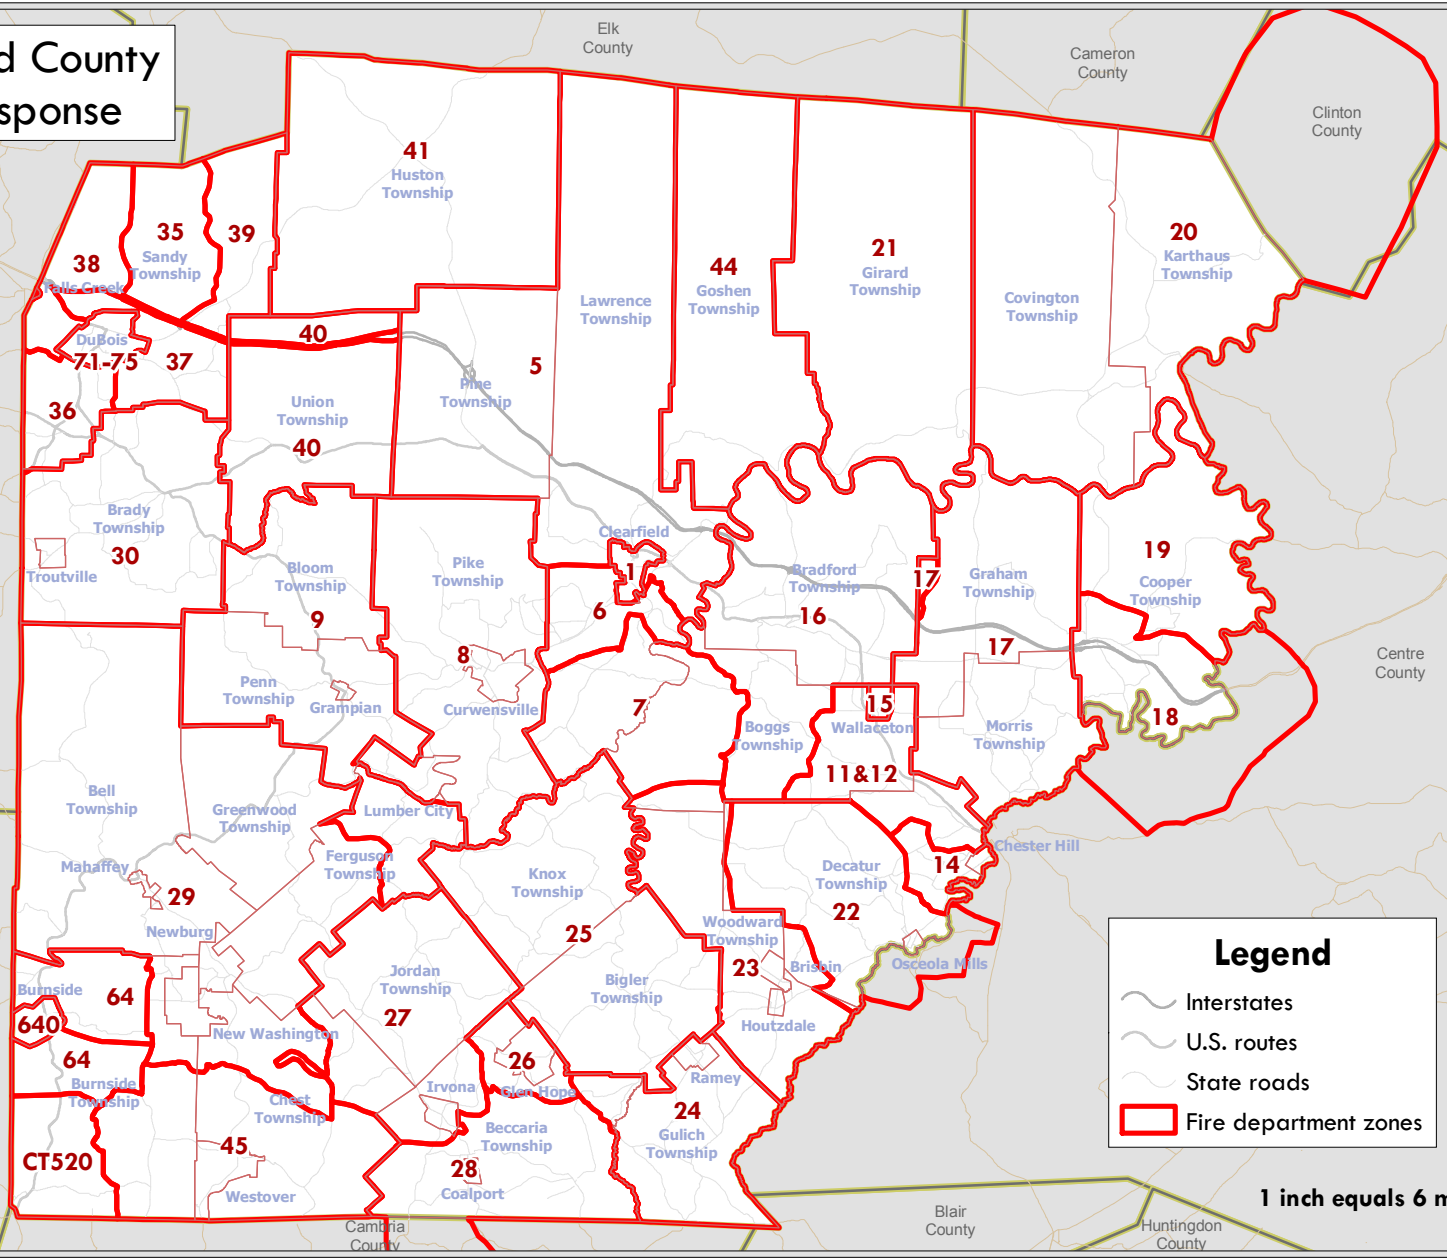 d County
sponse
Elk
County
Cameron
County
Clinton
County
41
Huston
Township
35
Sandy
Township
39
38
Falls Creek
44
Goshen
Township
21
Girard
Township
20
Karthaus
Township
Lawrence
Township
Covington
Township
40
DuBois
71-75
37
5
Pine
Township
36
Union
Township
40
Brady
Township
30
Troutville
Clearfield
1
Bloom
Township
9
Pike
Township
6
Bradford
Township
16
17
Graham
Township
17
19
Cooper
Township
8
Curwensville
Penn
Township
Grampian
7
Boggs
Township
15
Wallaceton
11&12
Morris
Township
18
Centre
County
Bell
Township
Greenwood
Township
Lumber City
Ferguson
Township
Mahaffey
29
Newburg
Knox
Township
25
Decatur
Township
22
14
Chester Hill
Woodward
Township
23
Brisbin
Osceola Mills
Houtzdale
Burnside
64
640
64
Burnside
Township
New Washington
Jordan
Township
27
Bigler
Township
26
Glen Hope
Irvona
Ramey
24
Gulich
Township
Chest
Township
45
Westover
CT520
Beccaria
Township
28
Coalport
Cambria
County
Blair
County
Huntingdon
County
Legend
Interstates
U.S. routes
State roads
Fire department zones
1 inch equals 6 m